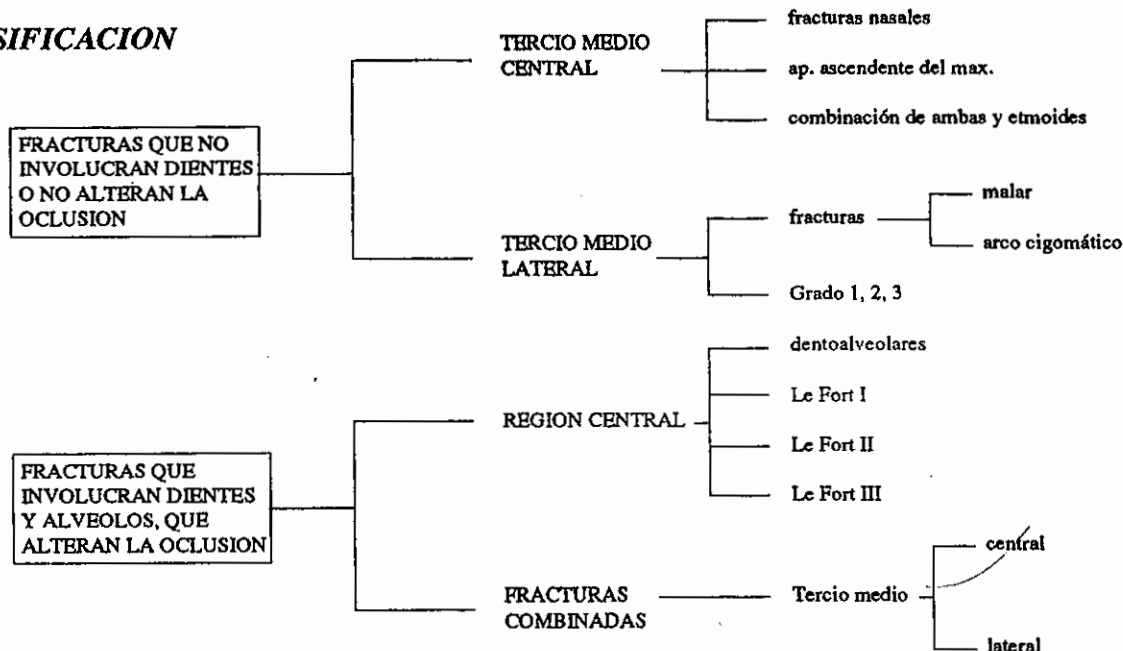 SIFICACION
FRACTURAS QUE NO
INVOLUCRAN DIENTES
O NO ALTERAN LA
OCLUSION
TERCIO MEDIO
CENTRAL
fracturas nasales
ap. ascendente del max.
combinación de ambas y etmoides
TERCIO MEDIO
LATERAL
fracturas
malar
arco cigomático
Grado 1, 2, 3
FRACTURAS QUE
INVOLUCRAN DIENTES
Y ALVEOLOS, QUE
ALTERAN LA OCLUSION
REGION CENTRAL
dentoalveolares
Le Fort I
Le Fort II
Le Fort III
FRACTURAS
COMBINADAS
Tercio medio
central
lateral